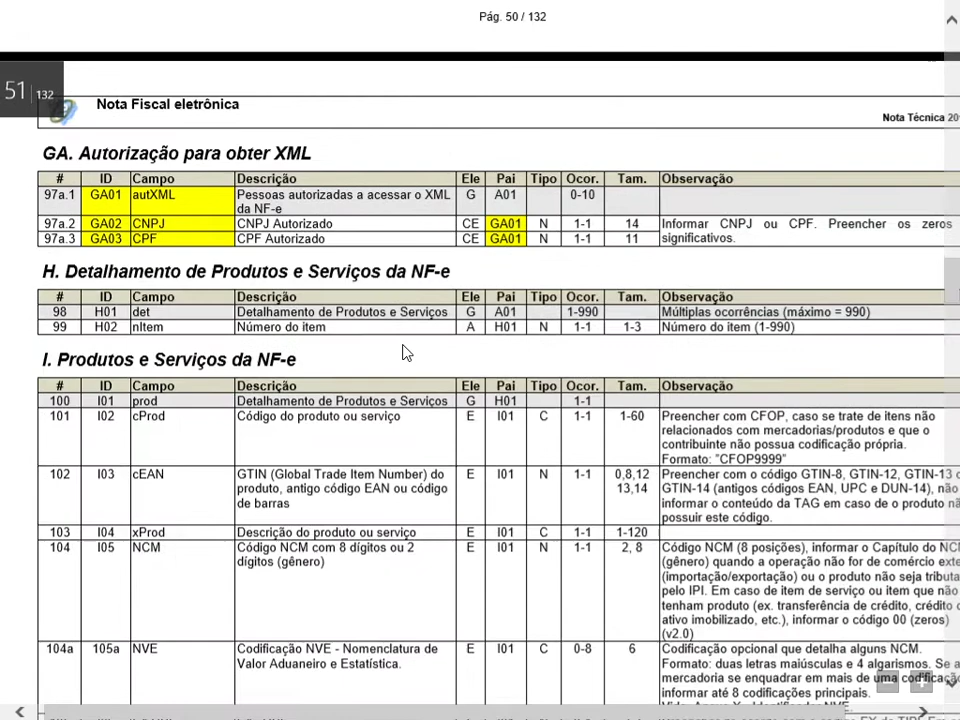 Pág. 50 / 132
51 | 132
Nota Fiscal eletrônica
Nota Técnica 20
GA. Autorização para obter XML
# ID Campo Descrição Ele Pai Tipo Ocor. Tam. Observação
97a.1 GA01 autXML Pessoas autorizadas a acessar o XML G A01 0-10
da NF-e
97a.2 GA02 CNPJ CNPJ Autorizado CE GA01 N 1-1 14 Informar CNPJ ou CPF. Preencher os zeros
97a.3 GA03 CPF CPF Autorizado CE GA01 N 1-1 11 significativos.
H. Detalhamento de Produtos e Serviços da NF-e
# ID Campo Descrição Ele Pai Tipo Ocor. Tam. Observação
98 H01 det Detalhamento de Produtos e Serviços G A01 1-990 Múltiplas ocorrências (máximo = 990)
99 H02 nItem Número do item A H01 N 1-1 1-3 Número do item (1-990)
I. Produtos e Serviços da NF-e
# ID Campo Descrição Ele Pai Tipo Ocor. Tam. Observação
100 I01 prod Detalhamento de Produtos e Serviços G H01 1-1
101 I02 cProd Código do produto ou serviço E I01 C 1-1 1-60 Preencher com CFOP, caso se trate de itens não
relacionados com mercadorias/produtos e que o
contribuinte não possua codificação própria.
Formato: "CFOP9999"
102 I03 cEAN GTIN (Global Trade Item Number) do E I01 N 1-1 0,8,12 Preencher com o código GTIN-8, GTIN-12, GTIN-13
produto, antigo código EAN ou código 13,14 GTIN-14 (antigos códigos EAN, UPC e DUN-14), não
de barras informar o conteúdo da TAG em caso de o produto
possuir este código.
103 I04 xProd Descrição do produto ou serviço E I01 C 1-1 1-120
104 I05 NCM Código NCM com 8 dígitos ou 2 E I01 N 1-1 2, 8 Código NCM (8 posições), informar o Capítulo do
dígitos (gênero) (gênero) quando a operação não for de comércio
(importação/exportação) ou o produto não seja
pelo IPI. Em caso de item de serviço ou item que não
tenham produto (ex. transferência de crédito, crédito
ativo imobilizado, etc.), informar o código 00 (zeros)
(v2.0)
104a 105a NVE Codificação NVE - Nomenclatura de E I01 C 0-8 6 Codificação opcional que detalha alguns NCM.
Valor Aduaneiro e Estatística. Formato: duas letras maiúsculas e 4 algarismos. Se a
mercadoria se enquadrar em mais de uma codificação
informar até 8 codificações principais.